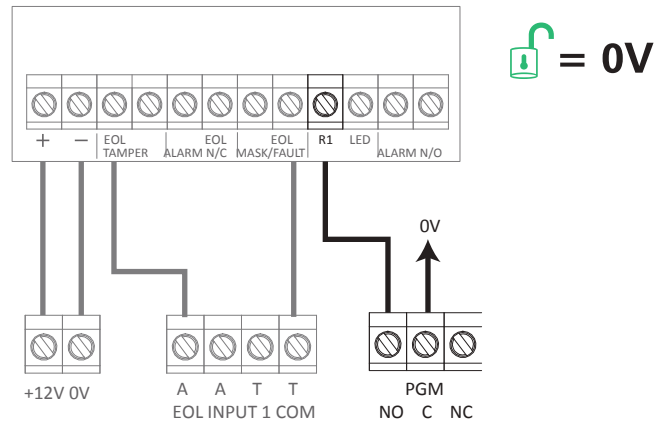 = 0V
+ − EOL EOL EOL R1 LED
TAMPER ALARM N/C MASK/FAULT ALARM N/O
0V
+12V 0V
A A T T
EOL INPUT 1 COM
PGM
NO C NC